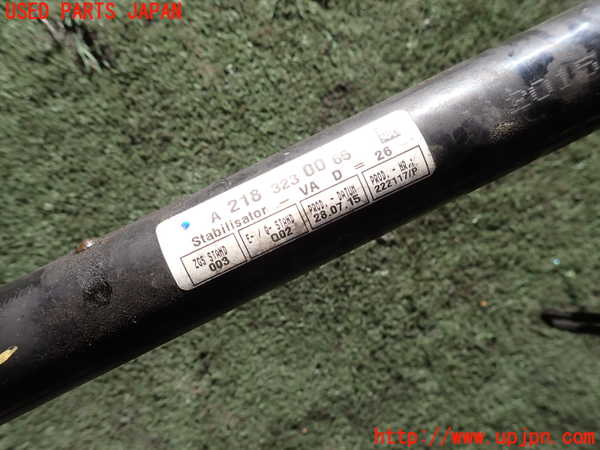 USED PARTS JAPAN
A 218 323 00 65
Stabilisator - VA D = 26
ZGS STAND
003
E- / G- STAND
002
PROD. - DATUM
28.07.15
PROD. - NR.:
222117/P
http://www.upjpn.com/